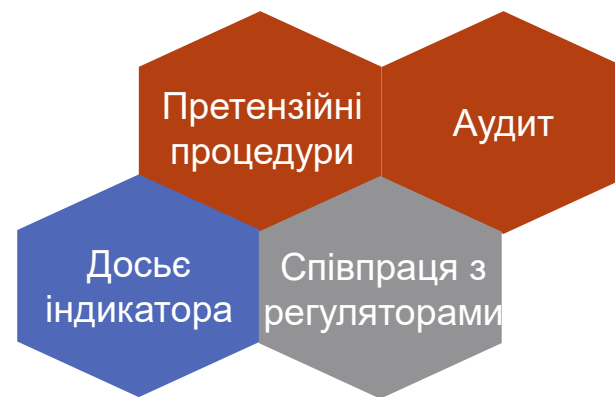 Претензійні
процедури
Аудит
Досьє
індикатора
Співпраця з
регуляторами